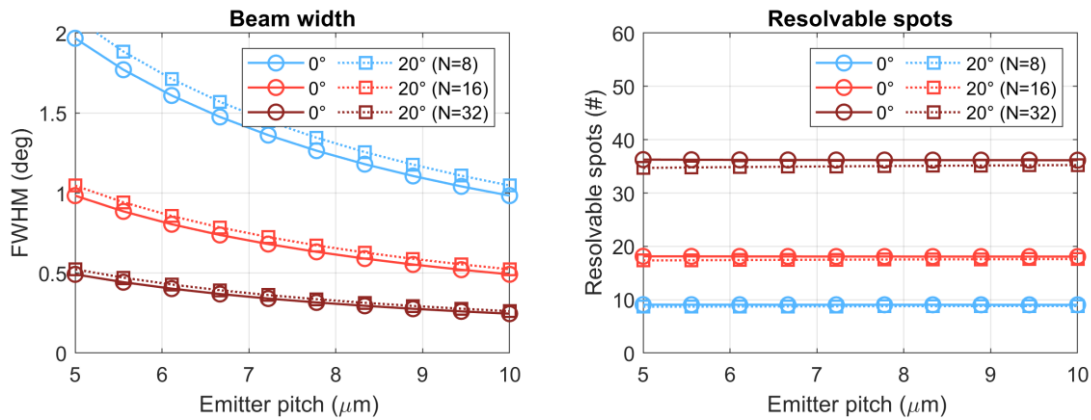 Beam width
2
1.5
1
0.5
0
FWHM (deg)
0° 20° (N=8)
0° 20° (N=16)
0° 20° (N=32)
5 6 7 8 9 10
Emitter pitch (μm)
Resolvable spots
60
50
40
30
20
10
0
Resolvable spots (#)
0° 20° (N=8)
0° 20° (N=16)
0° 20° (N=32)
5 6 7 8 9 10
Emitter pitch (μm)